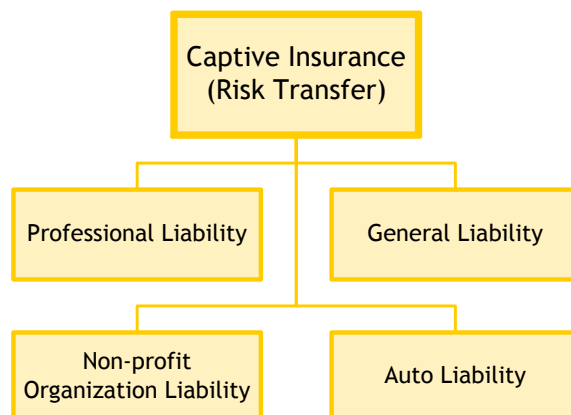 Captive Insurance
(Risk Transfer)
Professional Liability
General Liability
Non-profit
Organization Liability
Auto Liability